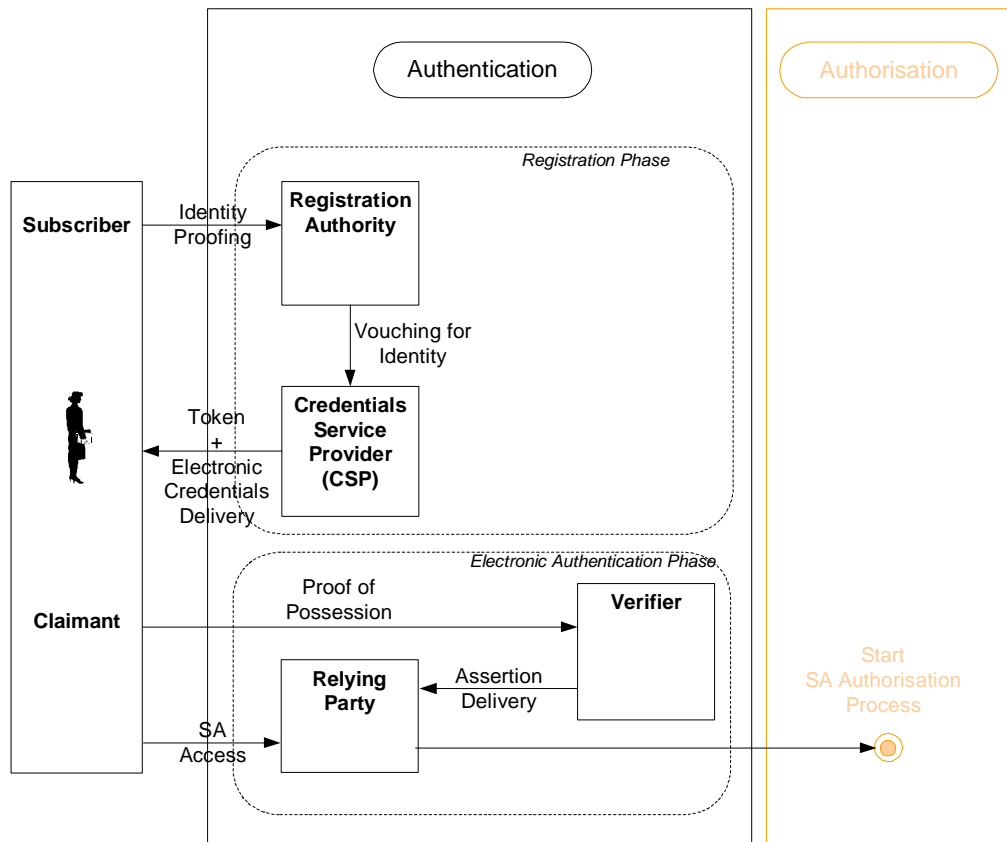 Authentication
Authorisation
Registration Phase
Subscriber
Identity
Proofing
Registration
Authority
Vouching for
Identity
Token
+
Electronic
Credentials
Delivery
Credentials
Service
Provider
(CSP)
Electronic Authentication Phase
Claimant
Proof of
Possession
Verifier
Relying
Party
Assertion
Delivery
SA
Access
Start
SA Authorisation
Process